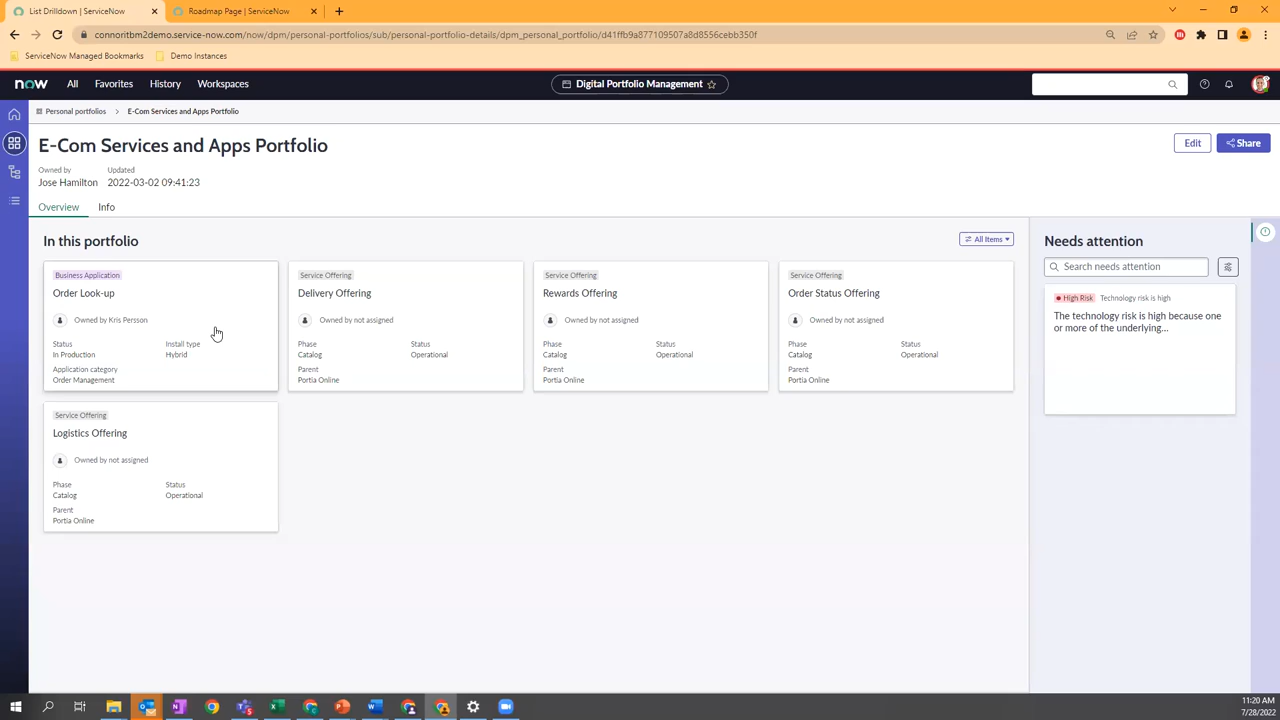 List Drilldown | ServiceNow
Roadmap Page | ServiceNow
connoritbm2demo.service-now.com/now/dpm/personal-portfolios/sub/personal-portfolio-details/dpm_personal_portfolio/d41ffb9a877109507a8d8556cebb350f
ServiceNow Managed Bookmarks
Demo Instances
now
All
Favorites
History
Workspaces
Digital Portfolio Management
Personal portfolios > E-Com Services and Apps Portfolio
E-Com Services and Apps Portfolio
Edit
Share
Owned by
Updated
Jose Hamilton
2022-03-02 09:41:23
Overview
Info
In this portfolio
All Items
Business Application
Order Look-up
Owned by Kris Persson
Status
Install type
In Production
Hybrid
Application category
Order Management
Service Offering
Delivery Offering
Owned by not assigned
Phase
Status
Catalog
Operational
Parent
Portia Online
Service Offering
Rewards Offering
Owned by not assigned
Phase
Status
Catalog
Operational
Parent
Portia Online
Service Offering
Order Status Offering
Owned by not assigned
Phase
Status
Catalog
Operational
Parent
Portia Online
Service Offering
Logistics Offering
Owned by not assigned
Phase
Status
Catalog
Operational
Parent
Portia Online
Needs attention
Search needs attention
High Risk
Technology risk is high
The technology risk is high because one
or more of the underlying...
11:20 AM
7/28/2022